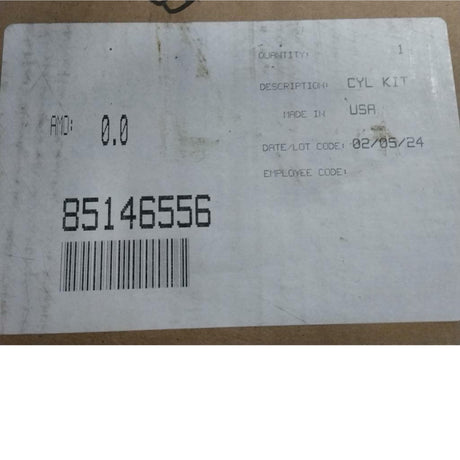 QUANTITY: 1
DESCRIPTION: CYL KIT
MADE IN USA
AMD: 0.0
DATE/LOT CODE: 02/05/24
EMPLOYEE CODE:
85146556